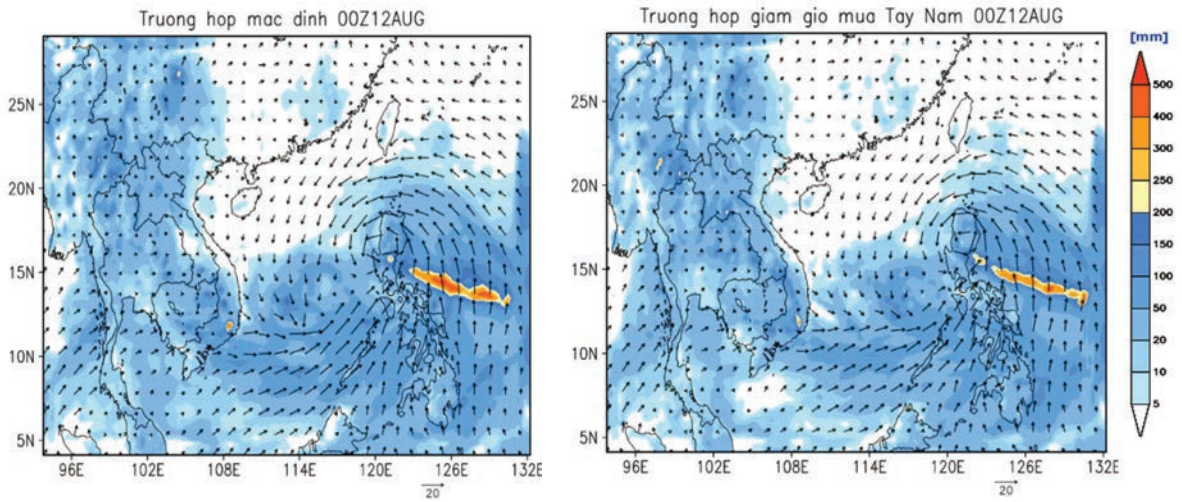 Truong hop mac dinh 00Z12AUG
25N
20N
15N
10N
5N
96E 102E 108E 114E 120E 126E 132E
20
Truong hop giam gio mua Tay Nam 00Z12AUG
25N
20N
15N
10N
5N
96E 102E 108E 114E 120E 126E 132E
20
[mm]
500
400
300
250
200
150
100
50
20
10
5